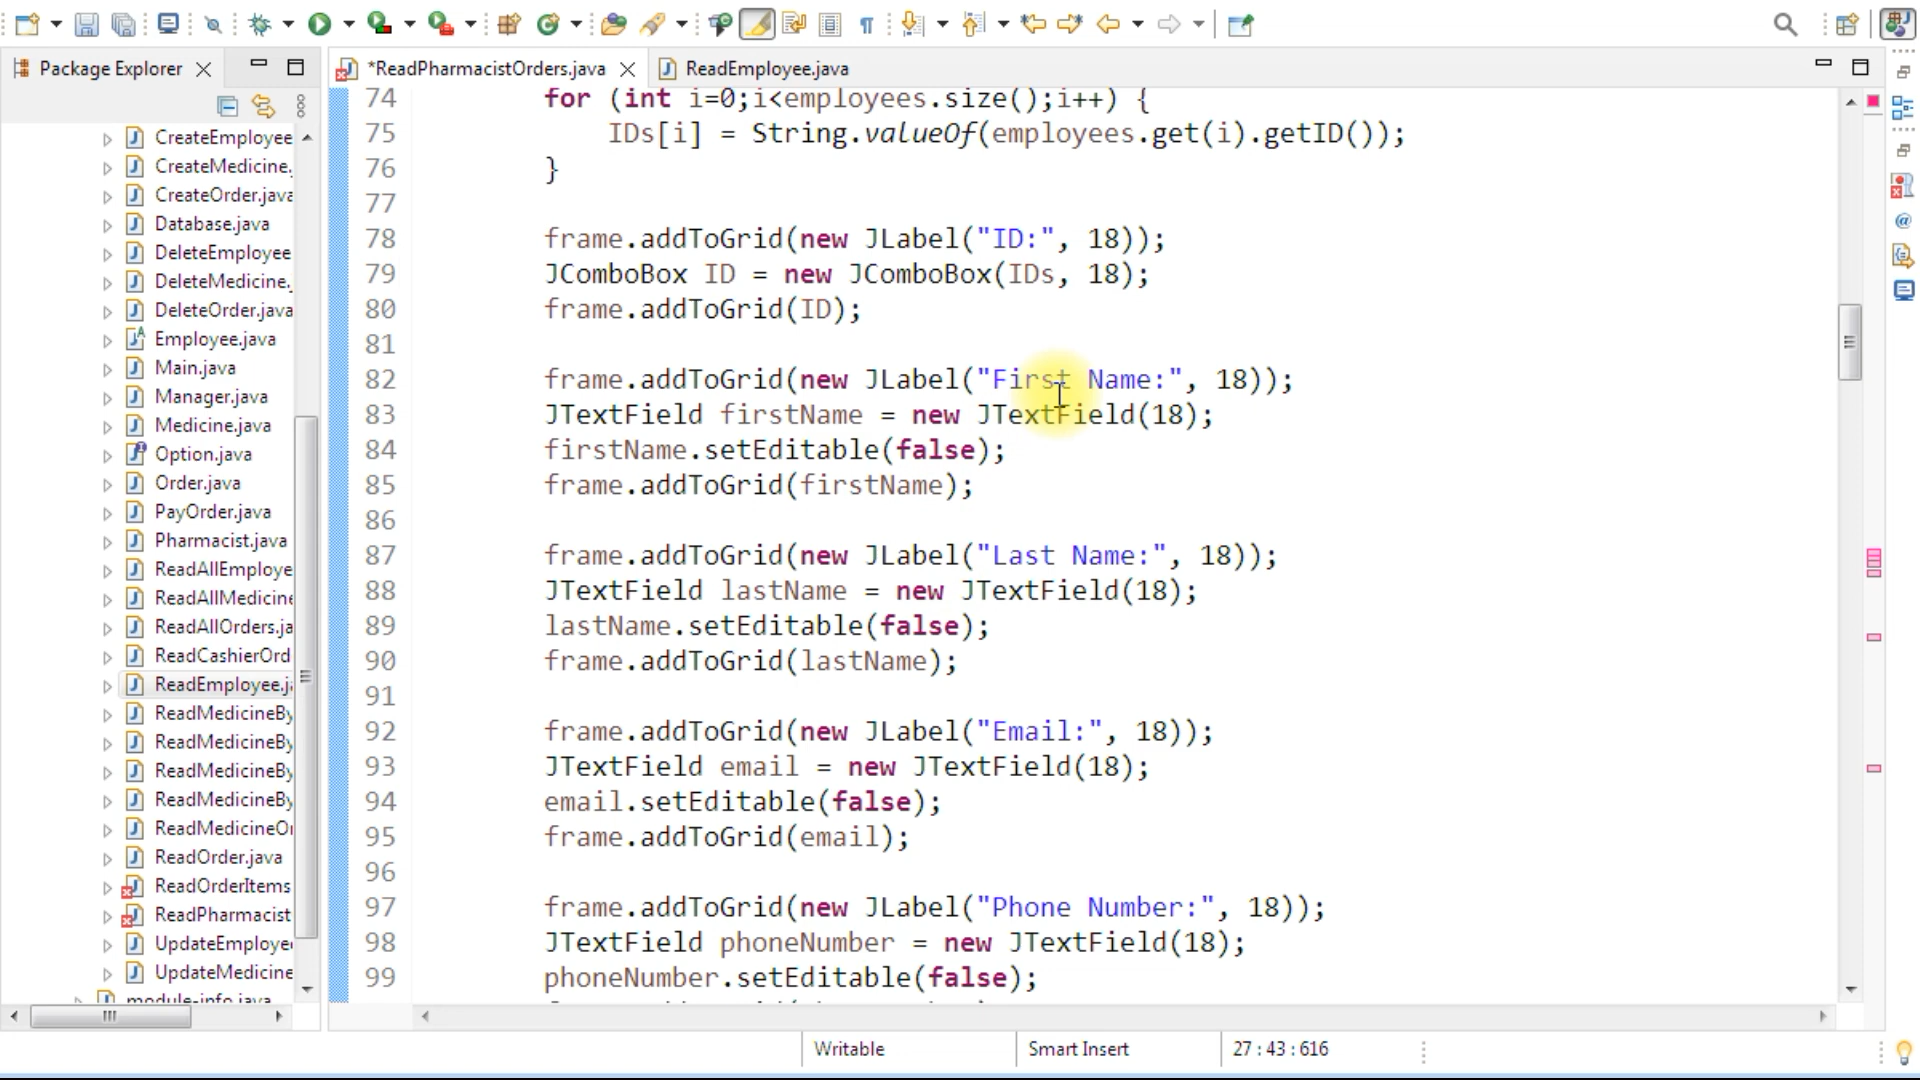 Package Explorer
*ReadPharmacistOrders.java
ReadEmployee.java
CreateEmployee
CreateMedicine.
CreateOrder.java
Database.java
DeleteEmployee
DeleteMedicine.
DeleteOrder.java
Employee.java
Main.java
Manager.java
Medicine.java
Option.java
Order.java
PayOrder.java
Pharmacist.java
ReadAllEmploye
ReadAllMedicine
ReadAllOrders.ja
ReadCashierOrd
ReadEmployee.ja
ReadMedicineBy
ReadMedicineBy
ReadMedicineBy
ReadMedicineBy
ReadMedicineOr
ReadOrder.java
ReadOrderItems
ReadPharmacist
UpdateEmployee
UpdateMedicine
module-info.java
74 for (int i=0;i<employees.size();i++) {
75 IDs[i] = String.valueOf(employees.get(i).getID());
76 }
77
78 frame.addToGrid(new JLabel("ID:", 18));
79 JComboBox ID = new JComboBox(IDs, 18);
80 frame.addToGrid(ID);
81
82 frame.addToGrid(new JLabel("First Name:", 18));
83 JTextField firstName = new JTextField(18);
84 firstName.setEditable(false);
85 frame.addToGrid(firstName);
86
87 frame.addToGrid(new JLabel("Last Name:", 18));
88 JTextField lastName = new JTextField(18);
89 lastName.setEditable(false);
90 frame.addToGrid(lastName);
91
92 frame.addToGrid(new JLabel("Email:", 18));
93 JTextField email = new JTextField(18);
94 email.setEditable(false);
95 frame.addToGrid(email);
96
97 frame.addToGrid(new JLabel("Phone Number:", 18));
98 JTextField phoneNumber = new JTextField(18);
99 phoneNumber.setEditable(false);
Writable
Smart Insert
27 : 43 : 616